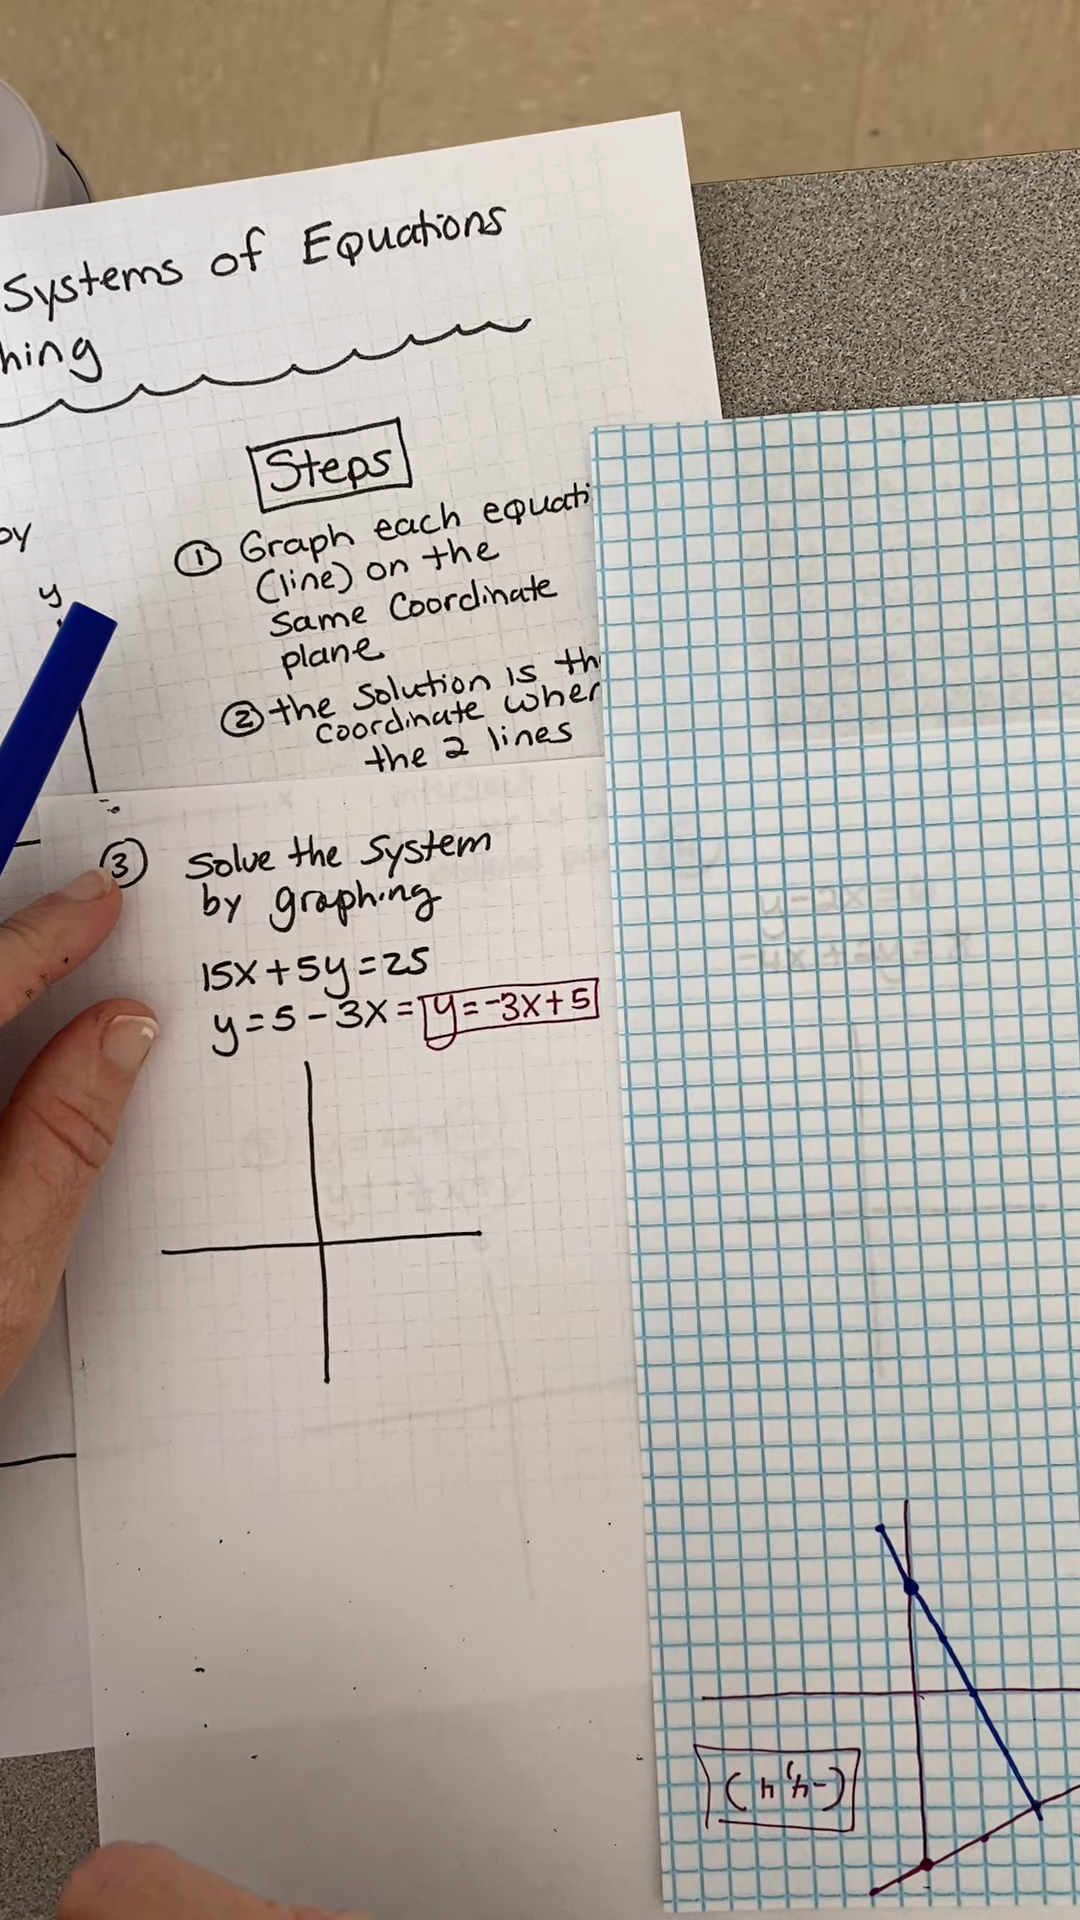 Systems of Equations
hing
Steps
by
y
① Graph each equati
(line) on the
Same Coordinate
plane
② the Solution is th
Coordinate wher
the 2 lines
③ Solve the System
by graphing
15x+5y=25
y=5-3x= y=-3x+5
(-4,4)